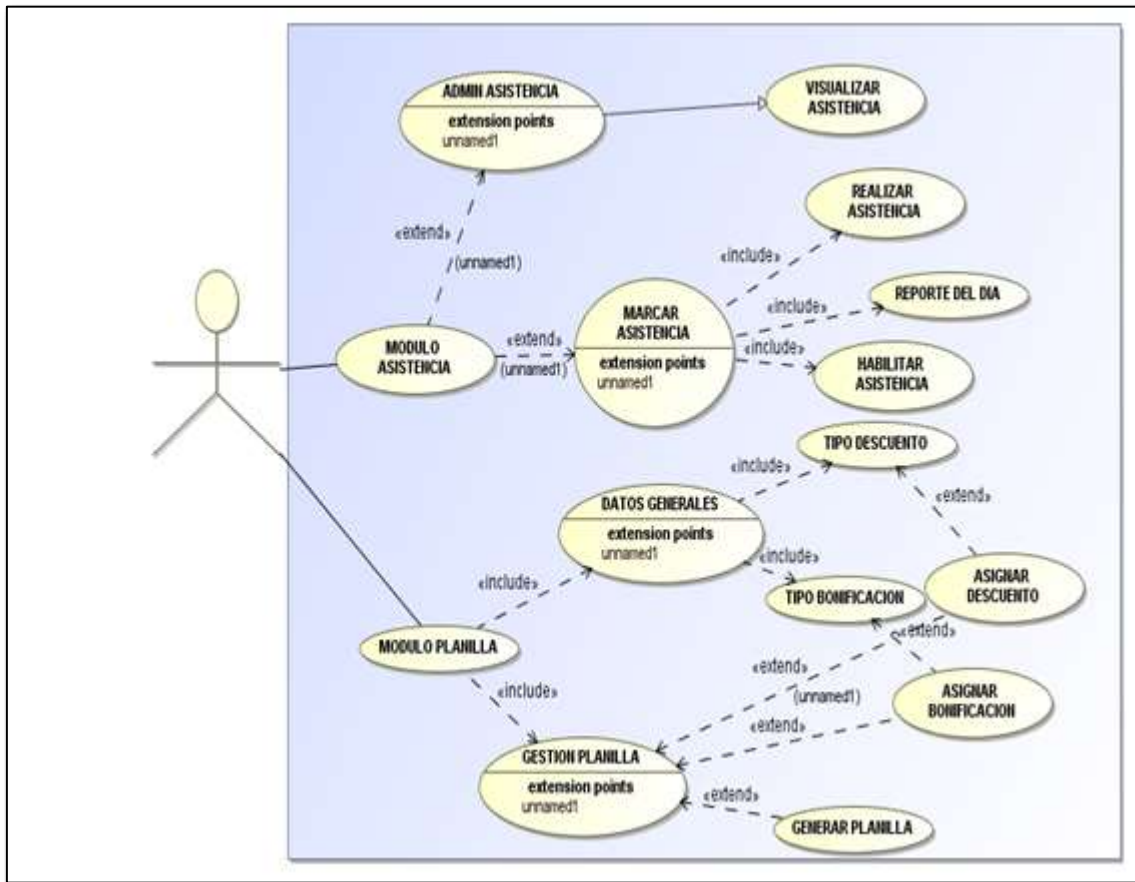 ADMIN ASISTENCIA
extension points
unnamed1
VISUALIZAR
ASISTENCIA
REALIZAR
ASISTENCIA
«extend»
(unnamed1)
«include»
MARCAR
ASISTENCIA
extension points
unnamed1
REPORTE DEL DIA
«include»
MODULO
ASISTENCIA
«extend»
(unnamed1)
«include»
HABILITAR
ASISTENCIA
TIPO DESCUENTO
«include»
«extend»
DATOS GENERALES
extension points
unnamed1
«include»
«include»
ASIGNAR
DESCUENTO
TIPO BONIFICACION
«extend»
MODULO PLANILLA
«extend»
(unnamed1)
«include»
ASIGNAR
BONIFICACION
«extend»
GESTION PLANILLA
extension points
unnamed1
«extend»
GENERAR PLANILLA